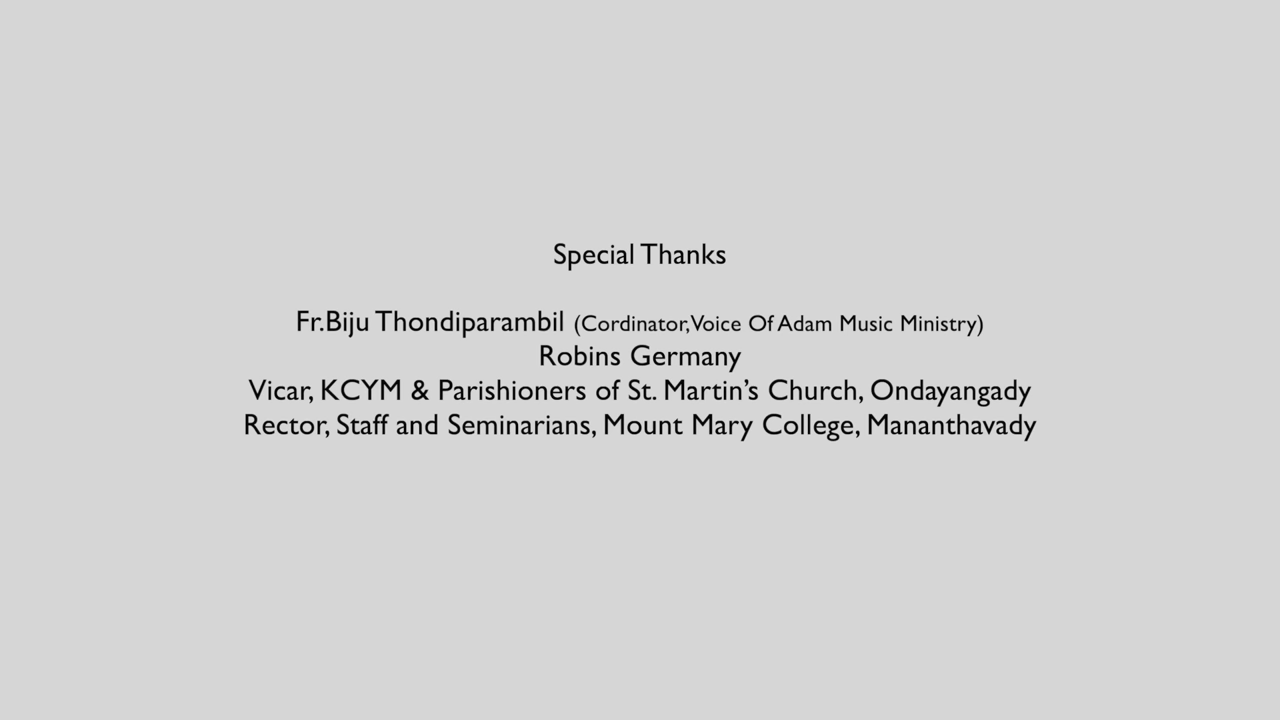 Special Thanks
Fr.Biju Thondiparambil (Cordinator,Voice Of Adam Music Ministry)
Robins Germany
Vicar, KCYM & Parishioners of St. Martin’s Church, Ondayangady
Rector, Staff and Seminarians, Mount Mary College, Mananthavady